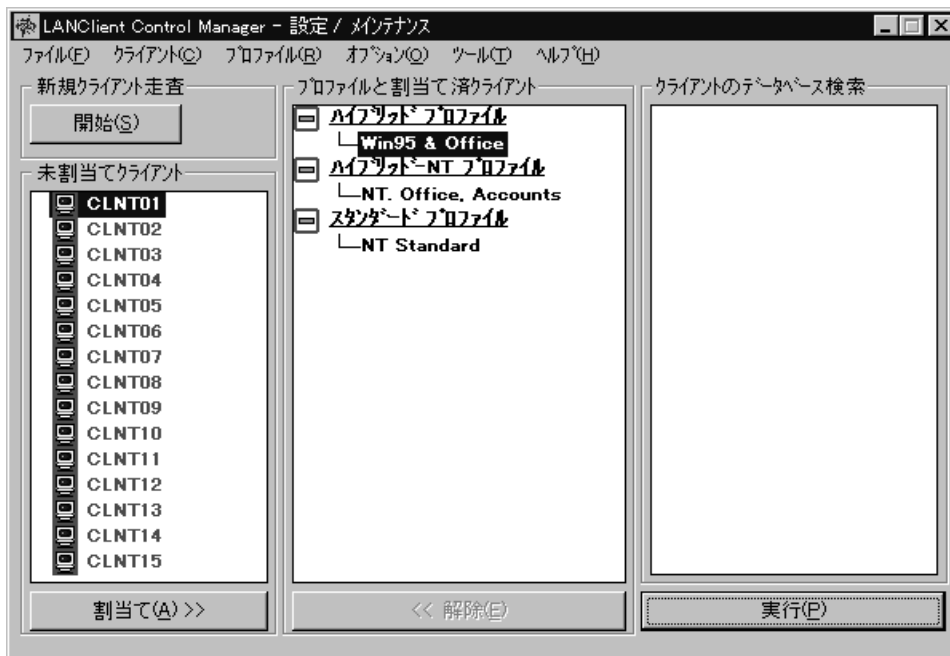 LANClient Control Manager - 設定 / ﾒｲﾝﾃﾅﾝｽ
ﾌｧｲﾙ(F) ｸﾗｲｱﾝﾄ(C) ﾌﾟﾛﾌｧｲﾙ(R) ｵﾌﾟｼｮﾝ(O) ﾂｰﾙ(T) ﾍﾙﾌﾟ(H)
新規ｸﾗｲｱﾝﾄ走査
開始(S)
未割当てｸﾗｲｱﾝﾄ
CLNT01
CLNT02
CLNT03
CLNT04
CLNT05
CLNT06
CLNT07
CLNT08
CLNT09
CLNT10
CLNT11
CLNT12
CLNT13
CLNT14
CLNT15
割当て(A) >>
ﾌﾟﾛﾌｧｲﾙと割当て済ｸﾗｲｱﾝﾄ
ﾊｲﾌﾞﾘｯﾄﾞ ﾌﾟﾛﾌｧｲﾙ
Win95 & Office
ﾊｲﾌﾞﾘｯﾄﾞ-NT ﾌﾟﾛﾌｧｲﾙ
NT. Office, Accounts
ｽﾀﾝﾀﾞｰﾄﾞ ﾌﾟﾛﾌｧｲﾙ
NT Standard
<< 解除(E)
ｸﾗｲｱﾝﾄのﾃﾞｰﾀﾍﾞｰｽ検索
実行(P)